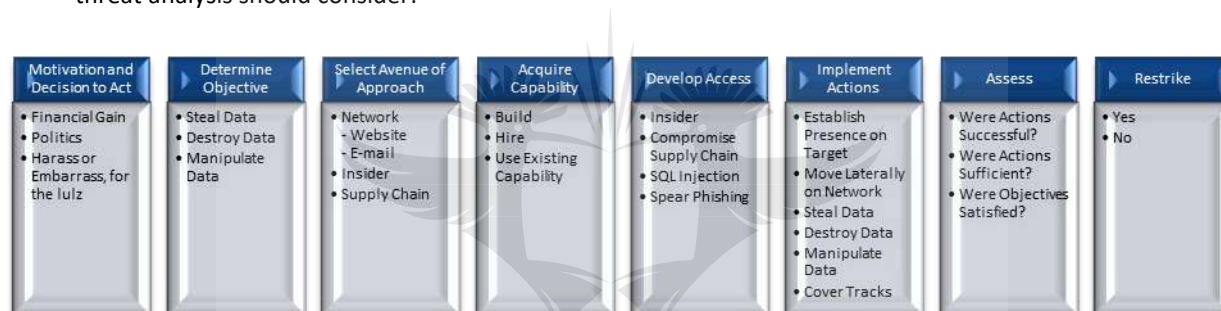 threat analysis should consider?
Motivation and
Decision to Act
• Financial Gain
• Politics
• Harass or
Embarrass, for
the lulz
Determine
Objective
• Steal Data
• Destroy Data
• Manipulate
Data
Select Avenue of
Approach
• Network
- Website
- E-mail
• Insider
• Supply Chain
Acquire
Capability
• Build
• Hire
• Use Existing
Capability
Develop Access
• Insider
• Compromise
Supply Chain
• SQL Injection
• Spear Phishing
Implement
Actions
• Establish
Presence on
Target
• Move Laterally
on Network
• Steal Data
• Destroy Data
• Manipulate
Data
• Cover Tracks
Assess
• Were Actions
Successful?
• Were Actions
Sufficient?
• Were Objectives
Satisfied?
Restrike
• Yes
• No